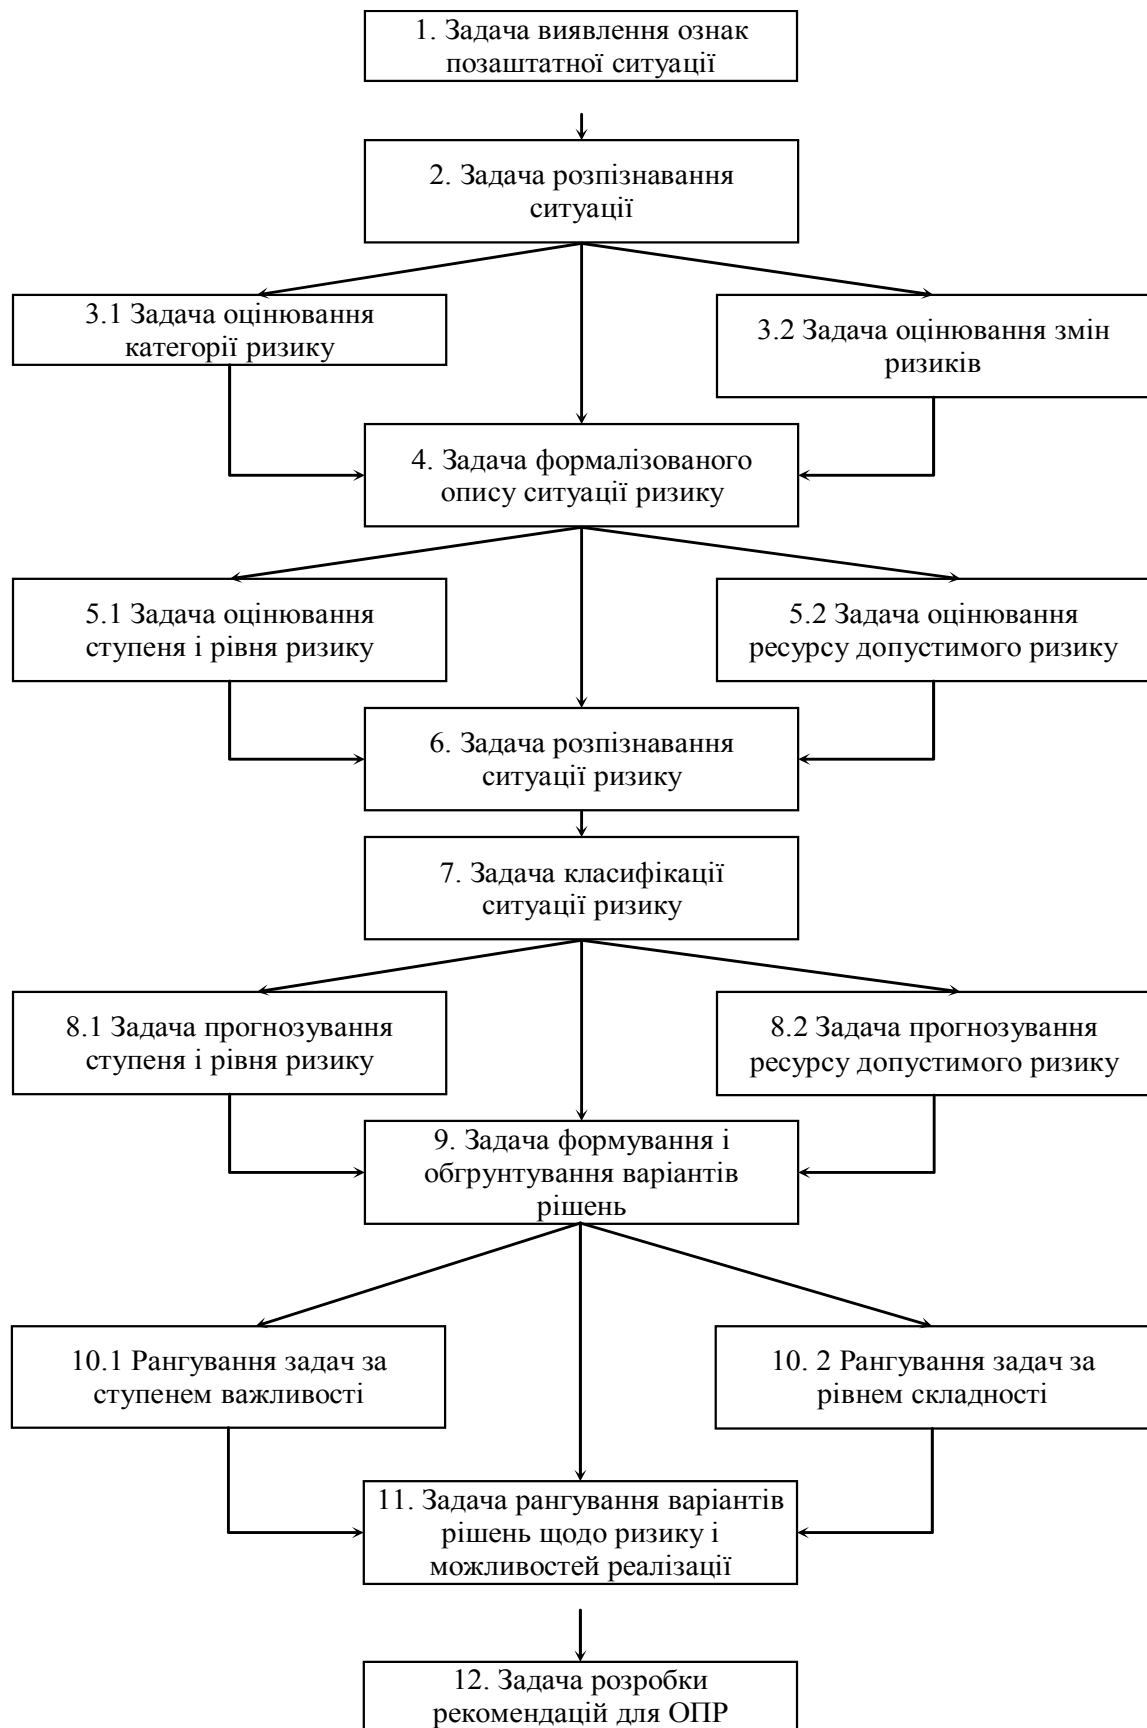 1. Задача виявлення ознак
позаштатної ситуації
2. Задача розпізнавання
ситуації
3.1 Задача оцінювання
категорії ризику
3.2 Задача оцінювання змін
ризиків
4. Задача формалізованого
опису ситуації ризику
5.1 Задача оцінювання
ступеня і рівня ризику
5.2 Задача оцінювання
ресурсу допустимого ризику
6. Задача розпізнавання
ситуації ризику
7. Задача класифікації
ситуації ризику
8.1 Задача прогнозування
ступеня і рівня ризику
8.2 Задача прогнозування
ресурсу допустимого ризику
9. Задача формування і
обгрунтування варіантів
рішень
10.1 Рангування задач за
ступенем важливості
10. 2 Рангування задач за
рівнем складності
11. Задача рангування варіантів
рішень щодо ризику і
можливостей реалізації
12. Задача розробки
рекомендацій для ОПР